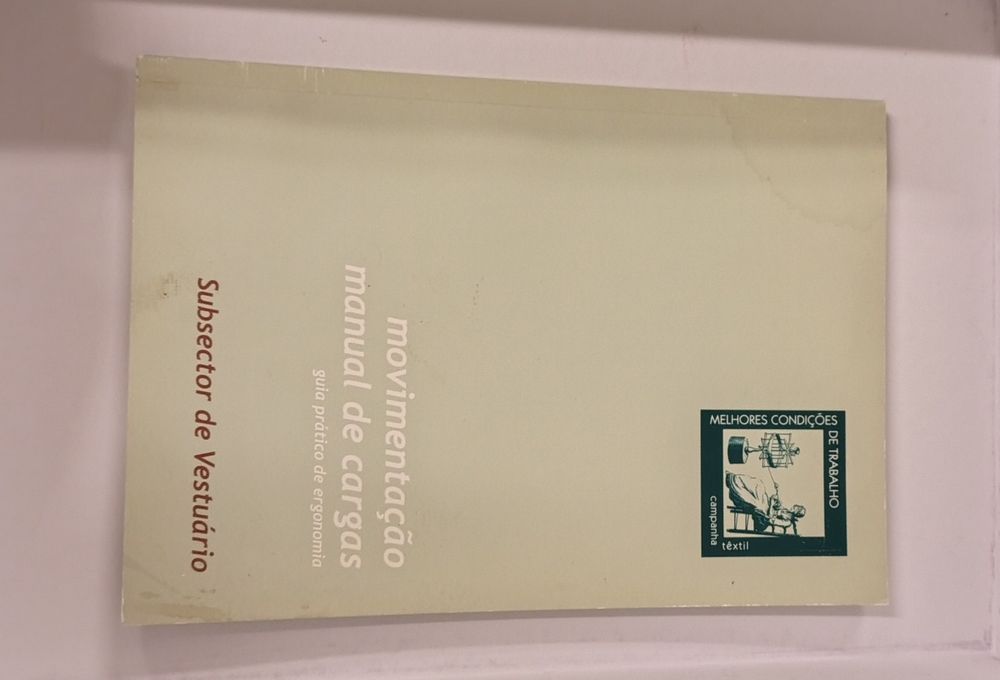 MELHORES CONDIÇÕES
DE TRABALHO
campanha
têxtil
movimentação
manual de cargas
guia prático de ergonomia
Subsector de Vestuário